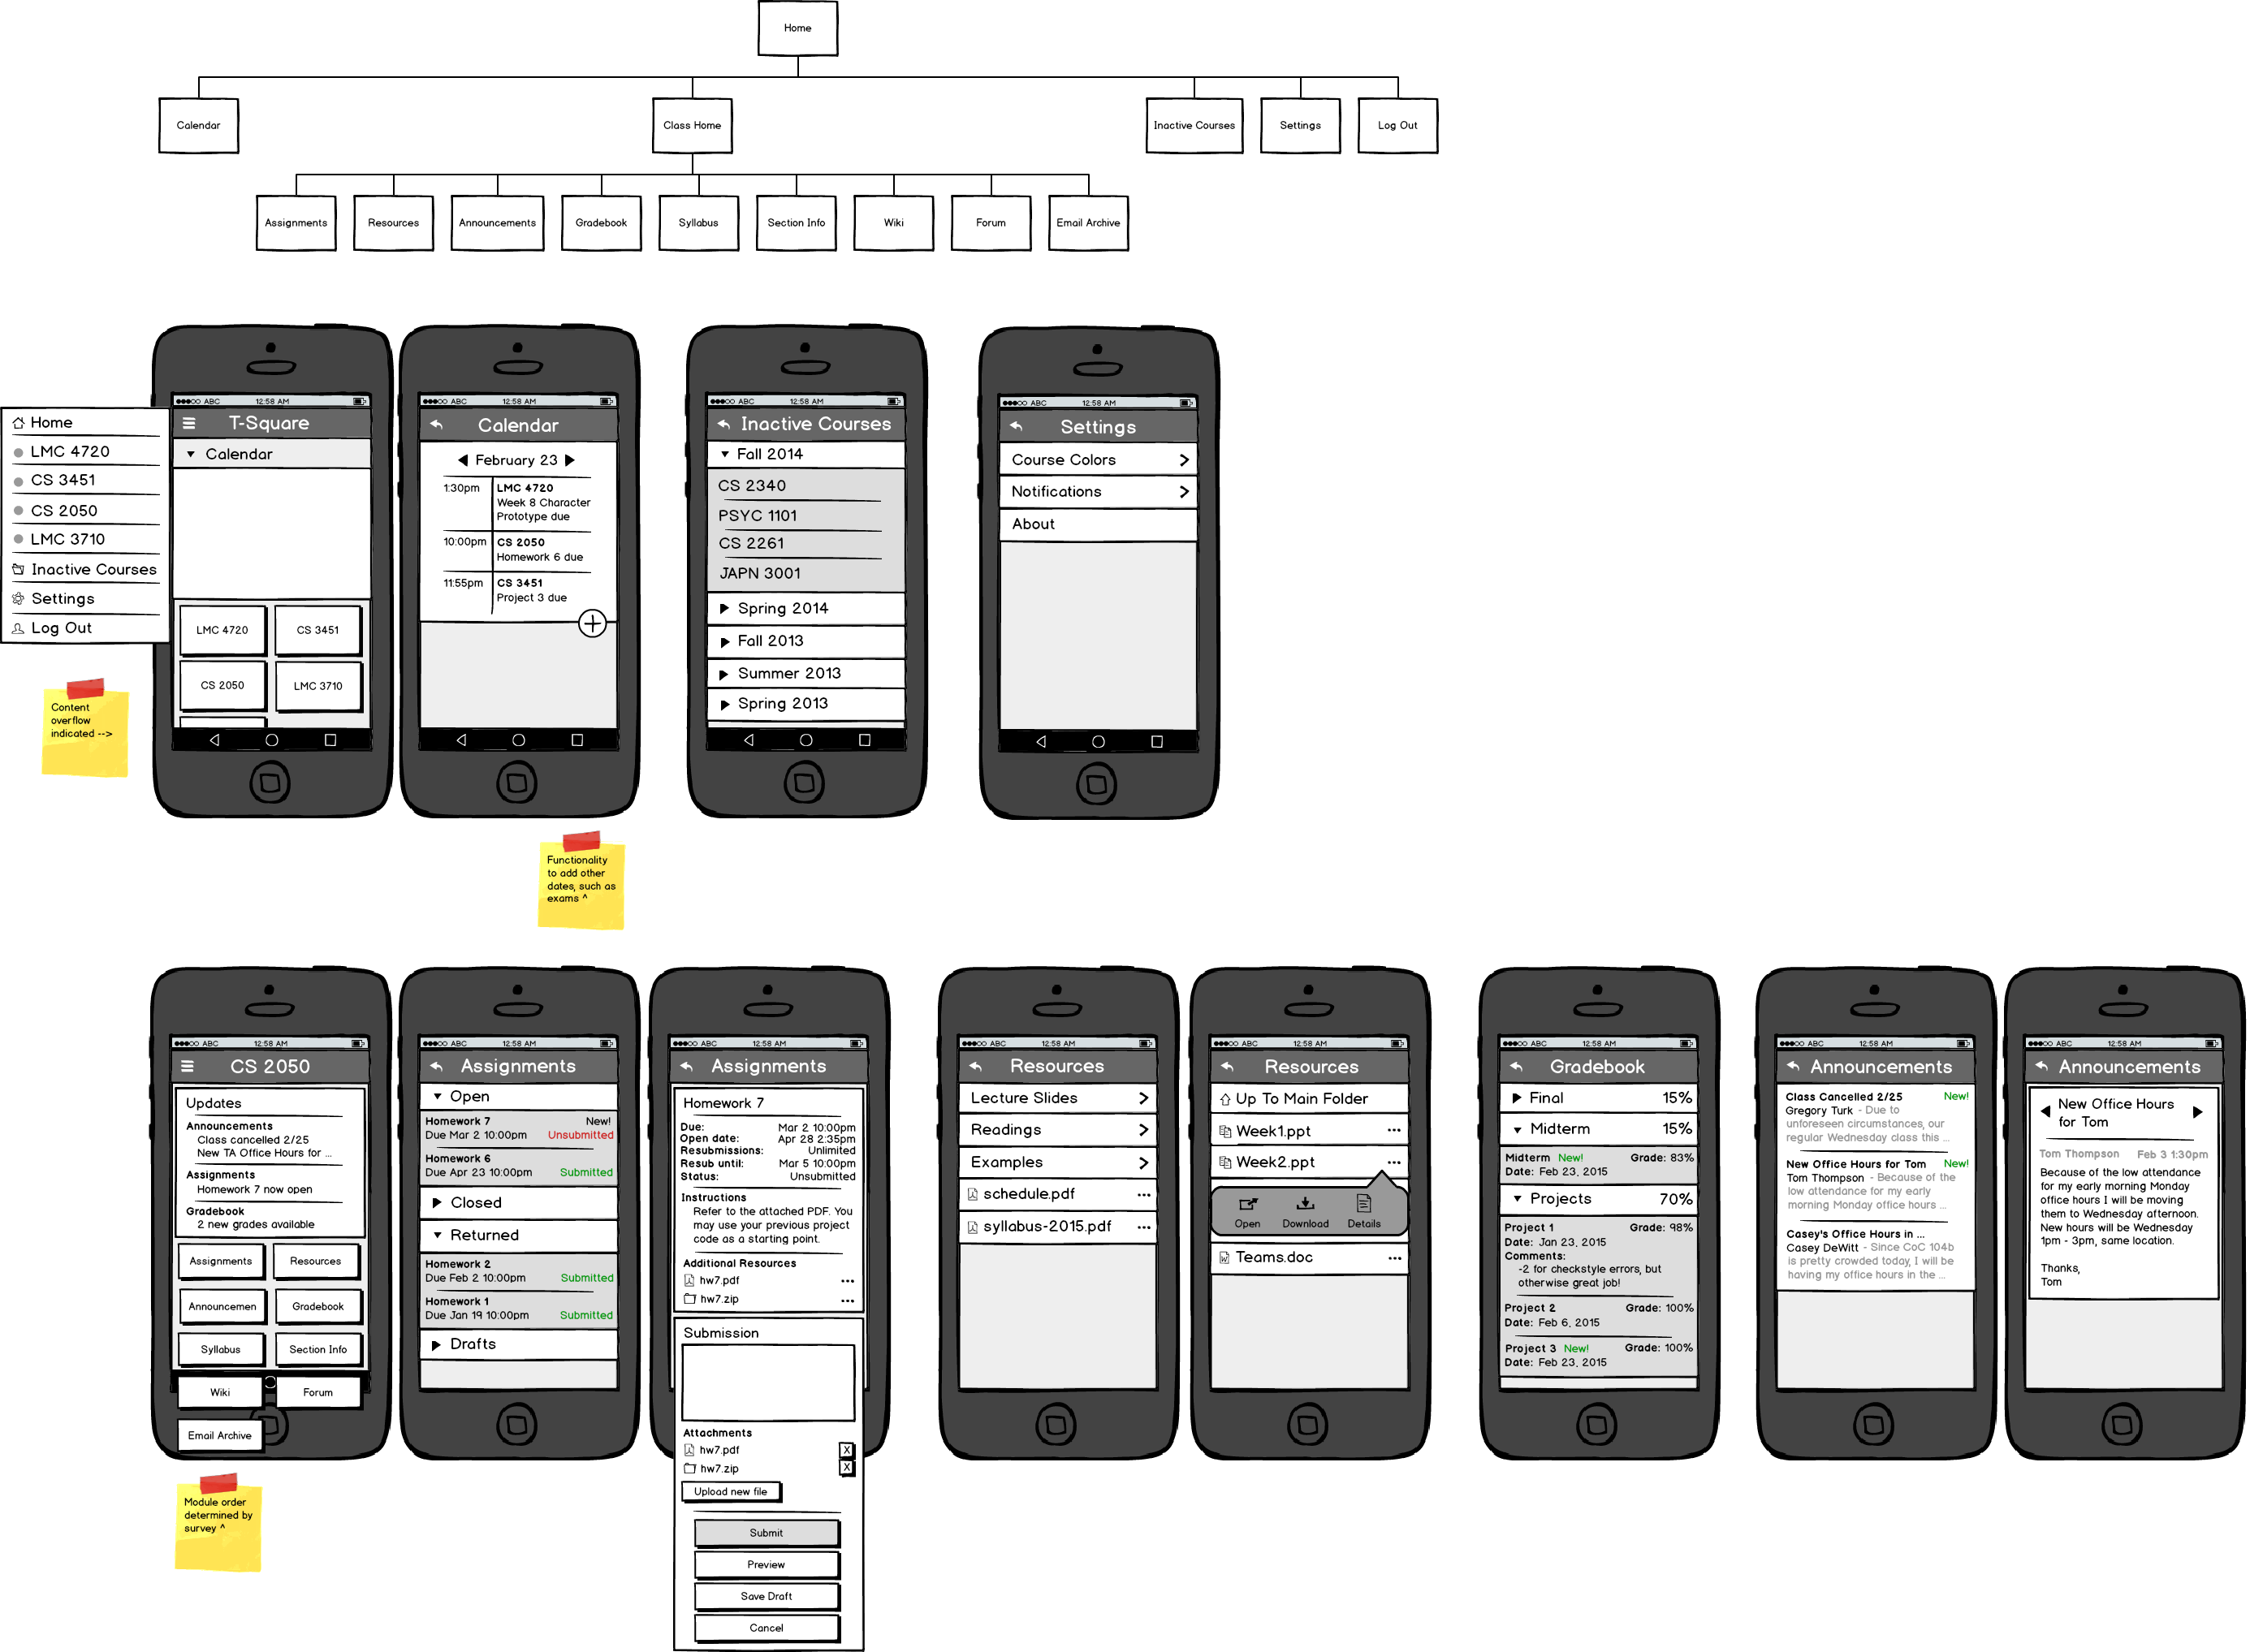 Home
Calendar
Class Home
Inactive Courses
Settings
Log Out
Assignments
Resources
Announcements
Gradebook
Syllabus
Section Info
Wiki
Forum
Email Archive
Home
LMC 4720
CS 3451
CS 2050
LMC 3710
Inactive Courses
Settings
Log Out
Content
overflow
indicated -->
ABC 12:58 AM
T-Square
Calendar
LMC 4720 CS 3451
CS 2050 LMC 3710
ABC 12:58 AM
Calendar
February 23
1:30pm LMC 4720
Week 8 Character
Prototype due
10:00pm CS 2050
Homework 6 due
11:55pm CS 3451
Project 3 due
Functionality
to add other
dates, such as
exams ^
ABC 12:58 AM
Inactive Courses
Fall 2014
CS 2340
PSYC 1101
CS 2261
JAPN 3001
Spring 2014
Fall 2013
Summer 2013
Spring 2013
ABC 12:58 AM
Settings
Course Colors
Notifications
About
ABC 12:58 AM
CS 2050
Updates
Announcements
Class cancelled 2/25
New TA Office Hours for ...
Assignments
Homework 7 now open
Gradebook
2 new grades available
Assignments Resources
Announcemen Gradebook
Syllabus Section Info
Wiki Forum
Email Archive
Module order
determined by
survey ^
ABC 12:58 AM
Assignments
Open
Homework 7 New!
Due Mar 2 10:00pm Unsubmitted
Homework 6
Due Apr 23 10:00pm Submitted
Closed
Returned
Homework 2
Due Feb 2 10:00pm Submitted
Homework 1
Due Jan 19 10:00pm Submitted
Drafts
ABC 12:58 AM
Assignments
Homework 7
Due: Mar 2 10:00pm
Open date: Apr 28 2:35pm
Resubmissions: Unlimited
Resub until: Mar 5 10:00pm
Status: Unsubmitted
Instructions
Refer to the attached PDF. You
may use your previous project
code as a starting point.
Additional Resources
hw7.pdf ...
hw7.zip ...
Submission
Attachments
hw7.pdf X
hw7.zip X
Upload new file
Submit
Preview
Save Draft
Cancel
ABC 12:58 AM
Resources
Lecture Slides
Readings
Examples
schedule.pdf ...
syllabus-2015.pdf ...
ABC 12:58 AM
Resources
Up To Main Folder
Week1.ppt ...
Week2.ppt ...
Open Download Details
Teams.doc ...
ABC 12:58 AM
Gradebook
Final 15%
Midterm 15%
Midterm New! Grade: 83%
Date: Feb 23, 2015
Projects 70%
Project 1 Grade: 98%
Date: Jan 23, 2015
Comments:
-2 for checkstyle errors, but
otherwise great job!
Project 2 Grade: 100%
Date: Feb 6, 2015
Project 3 New! Grade: 100%
Date: Feb 23, 2015
ABC 12:58 AM
Announcements
Class Cancelled 2/25 New!
Gregory Turk - Due to
unforeseen circumstances, our
regular Wednesday class this ...
New Office Hours for Tom New!
Tom Thompson - Because of the
low attendance for my early
morning Monday office hours ...
Casey's Office Hours in ...
Casey DeWitt - Since CoC 104b
is pretty crowded today, I will be
having my office hours in the ...
ABC 12:58 AM
Announcements
New Office Hours
for Tom
Tom Thompson Feb 3 1:30pm
Because of the low attendance
for my early morning Monday
office hours I will be moving
them to Wednesday afternoon.
New hours will be Wednesday
1pm - 3pm, same location.
Thanks,
Tom